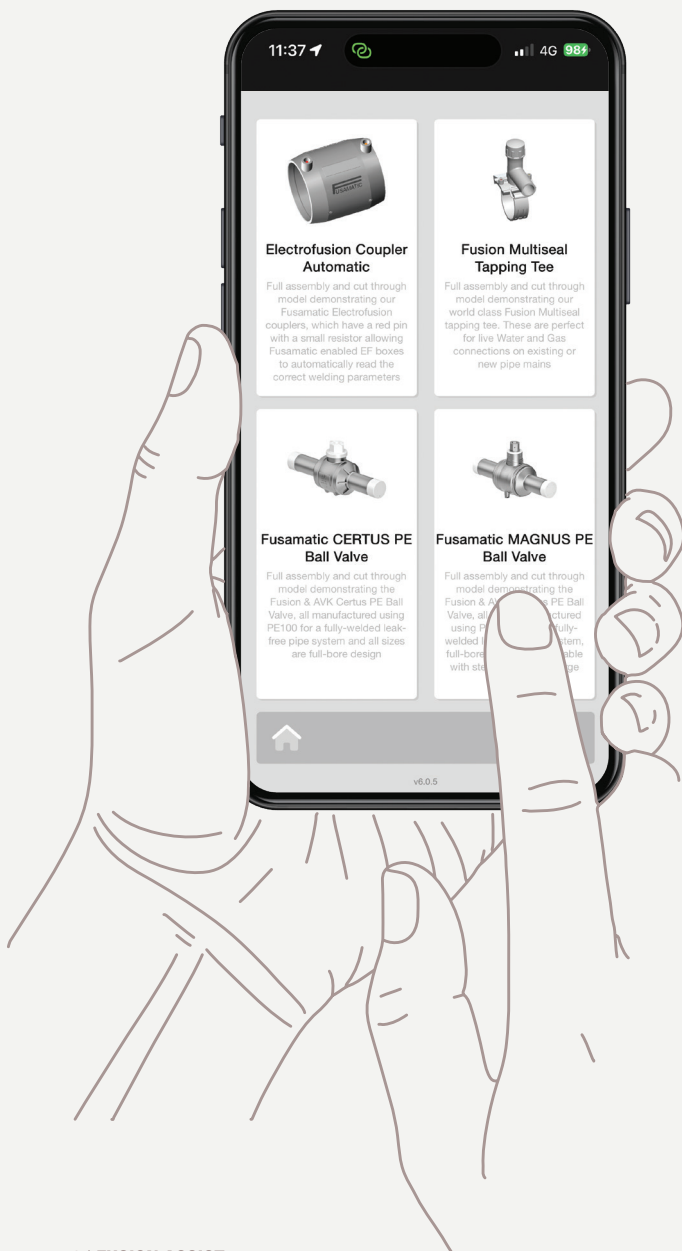 11:37
4G 98
FUSAMATIC
Electrofusion Coupler
Automatic
Full assembly and cut through
model demonstrating our
Fusamatic Electrofusion
couplers, which have a red pin
with a small resistor allowing
Fusamatic enabled EF boxes
to automatically read the
correct welding parameters
Fusion Multiseal
Tapping Tee
Full assembly and cut through
model demonstrating our
world class Fusion Multiseal
tapping tee. These are perfect
for live Water and Gas
connections on existing or
new pipe mains
Fusamatic CERTUS PE
Ball Valve
Full assembly and cut through
model demonstrating the
Fusion & AVK Certus PE Ball
Valve, all manufactured using
PE100 for a fully-welded leak-
free pipe system and all sizes
are full-bore design
Fusamatic MAGNUS PE
Ball Valve
Full assembly and cut through
model demonstrating the
Fusion & PE Ball
Valve,
using fully-
welded
full-bore
with
v6.0.5